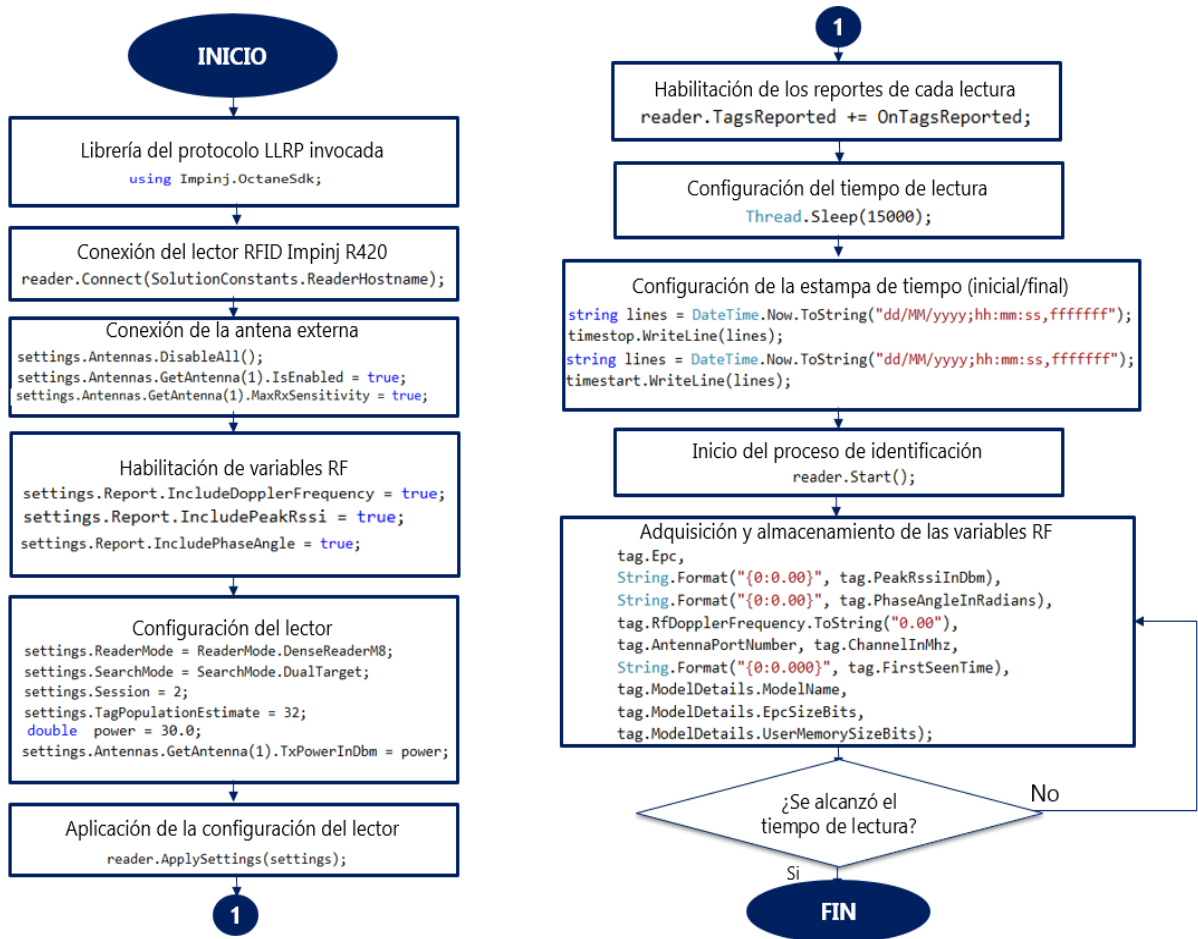 INICIO
Librería del protocolo LLRP invocada
using Impinj.OctaneSdk;
Conexión del lector RFID Impinj R420
reader.Connect(SolutionConstants.ReaderHostname);
Conexión de la antena externa
settings.Antennas.DisableAll();
settings.Antennas.GetAntenna(1).IsEnabled = true;
settings.Antennas.GetAntenna(1).MaxRxSensitivity = true;
Habilitación de variables RF
settings.Report.IncludeDopplerFrequency = true;
settings.Report.IncludePeakRssi = true;
settings.Report.IncludePhaseAngle = true;
Configuración del lector
settings.ReaderMode = ReaderMode.DenseReaderM8;
settings.SearchMode = SearchMode.DualTarget;
settings.Session = 2;
settings.TagPopulationEstimate = 32;
double power = 30.0;
settings.Antennas.GetAntenna(1).TxPowerInDbm = power;
Aplicación de la configuración del lector
reader.ApplySettings(settings);
1
1
Habilitación de los reportes de cada lectura
reader.TagsReported += OnTagsReported;
Configuración del tiempo de lectura
Thread.Sleep(15000);
Configuración de la estampa de tiempo (inicial/final)
string lines = DateTime.Now.ToString("dd/MM/yyyy;hh:mm:ss,fffffff");
timestop.WriteLine(lines);
string lines = DateTime.Now.ToString("dd/MM/yyyy;hh:mm:ss,fffffff");
timestart.WriteLine(lines);
Inicio del proceso de identificación
reader.Start();
Adquisición y almacenamiento de las variables RF
tag.Epc,
String.Format("{0:0.00}", tag.PeakRssiInDbm),
String.Format("{0:0.00}", tag.PhaseAngleInRadians),
tag.RfDopplerFrequency.ToString("0.00"),
tag.AntennaPortNumber, tag.ChannelInMhz,
String.Format("{0:0.000}", tag.FirstSeenTime),
tag.ModelDetails.ModelName,
tag.ModelDetails.EpcSizeBits,
tag.ModelDetails.UserMemorySizeBits);
¿Se alcanzó el
tiempo de lectura?
No
Si
FIN